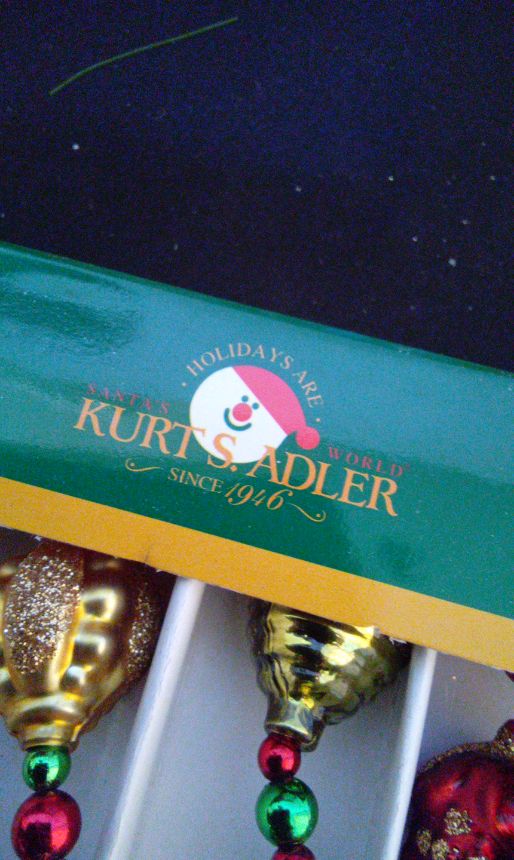 HOLIDAYS ARE
SANTA'S WORLD
KURT S. ADLER
SINCE 1946